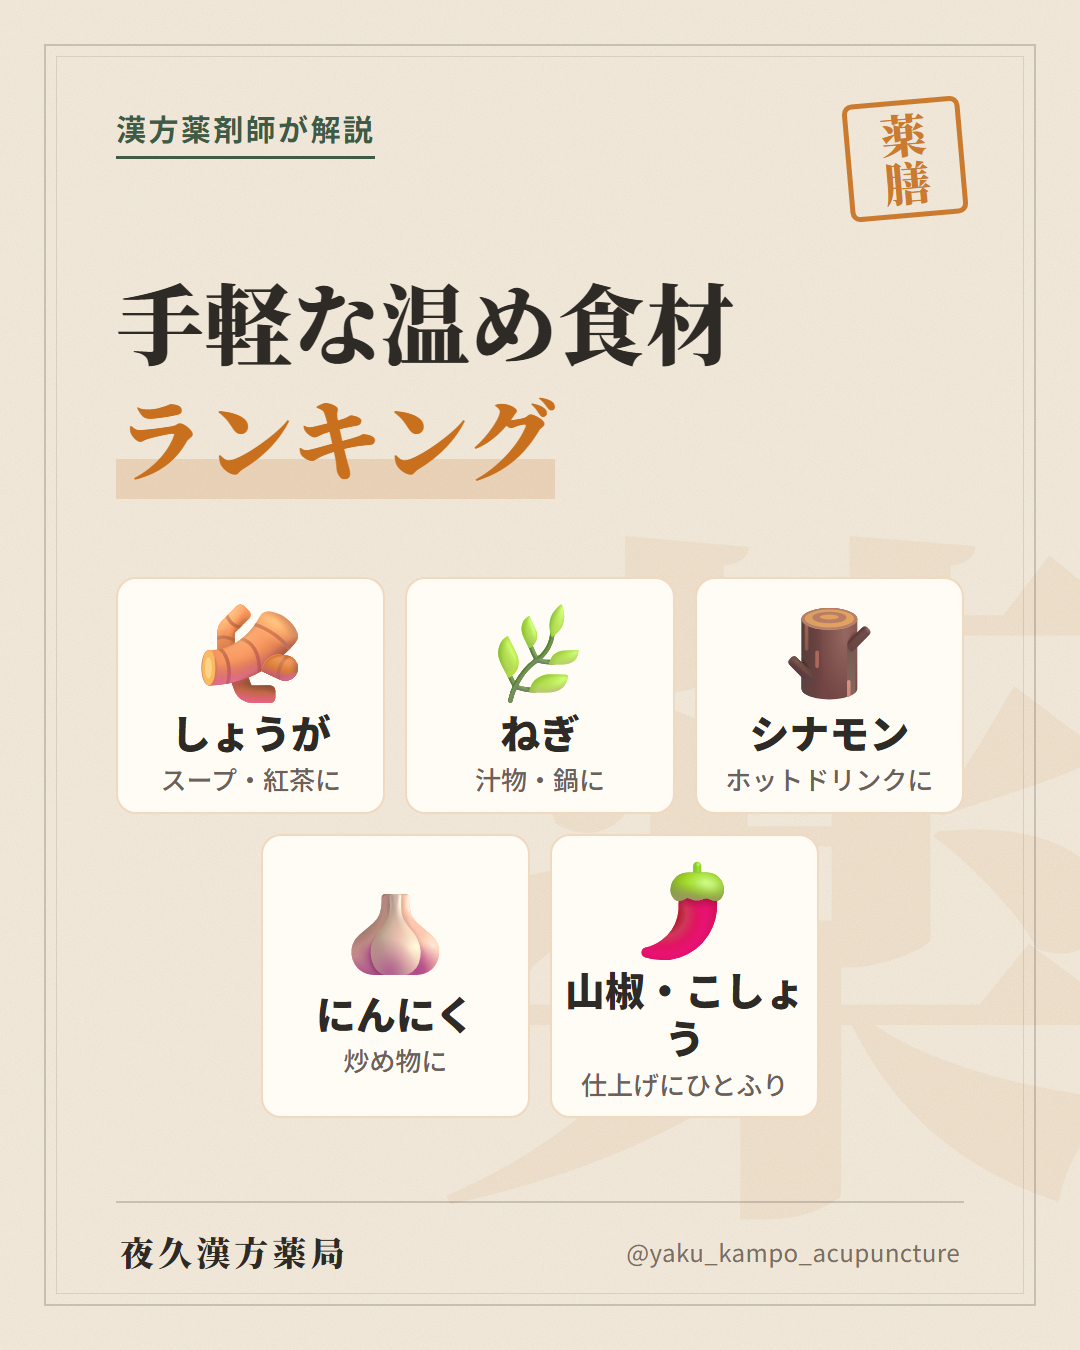 漢方薬剤師が解説
薬
膳
手軽な温め食材
ランキング
しょうが
スープ・紅茶に
ねぎ
汁物・鍋に
シナモン
ホットドリンクに
にんにく
炒め物に
山椒・こしょ
う
仕上げにひとふり
夜久漢方薬局
@yaku_kampo_acupuncture
薬